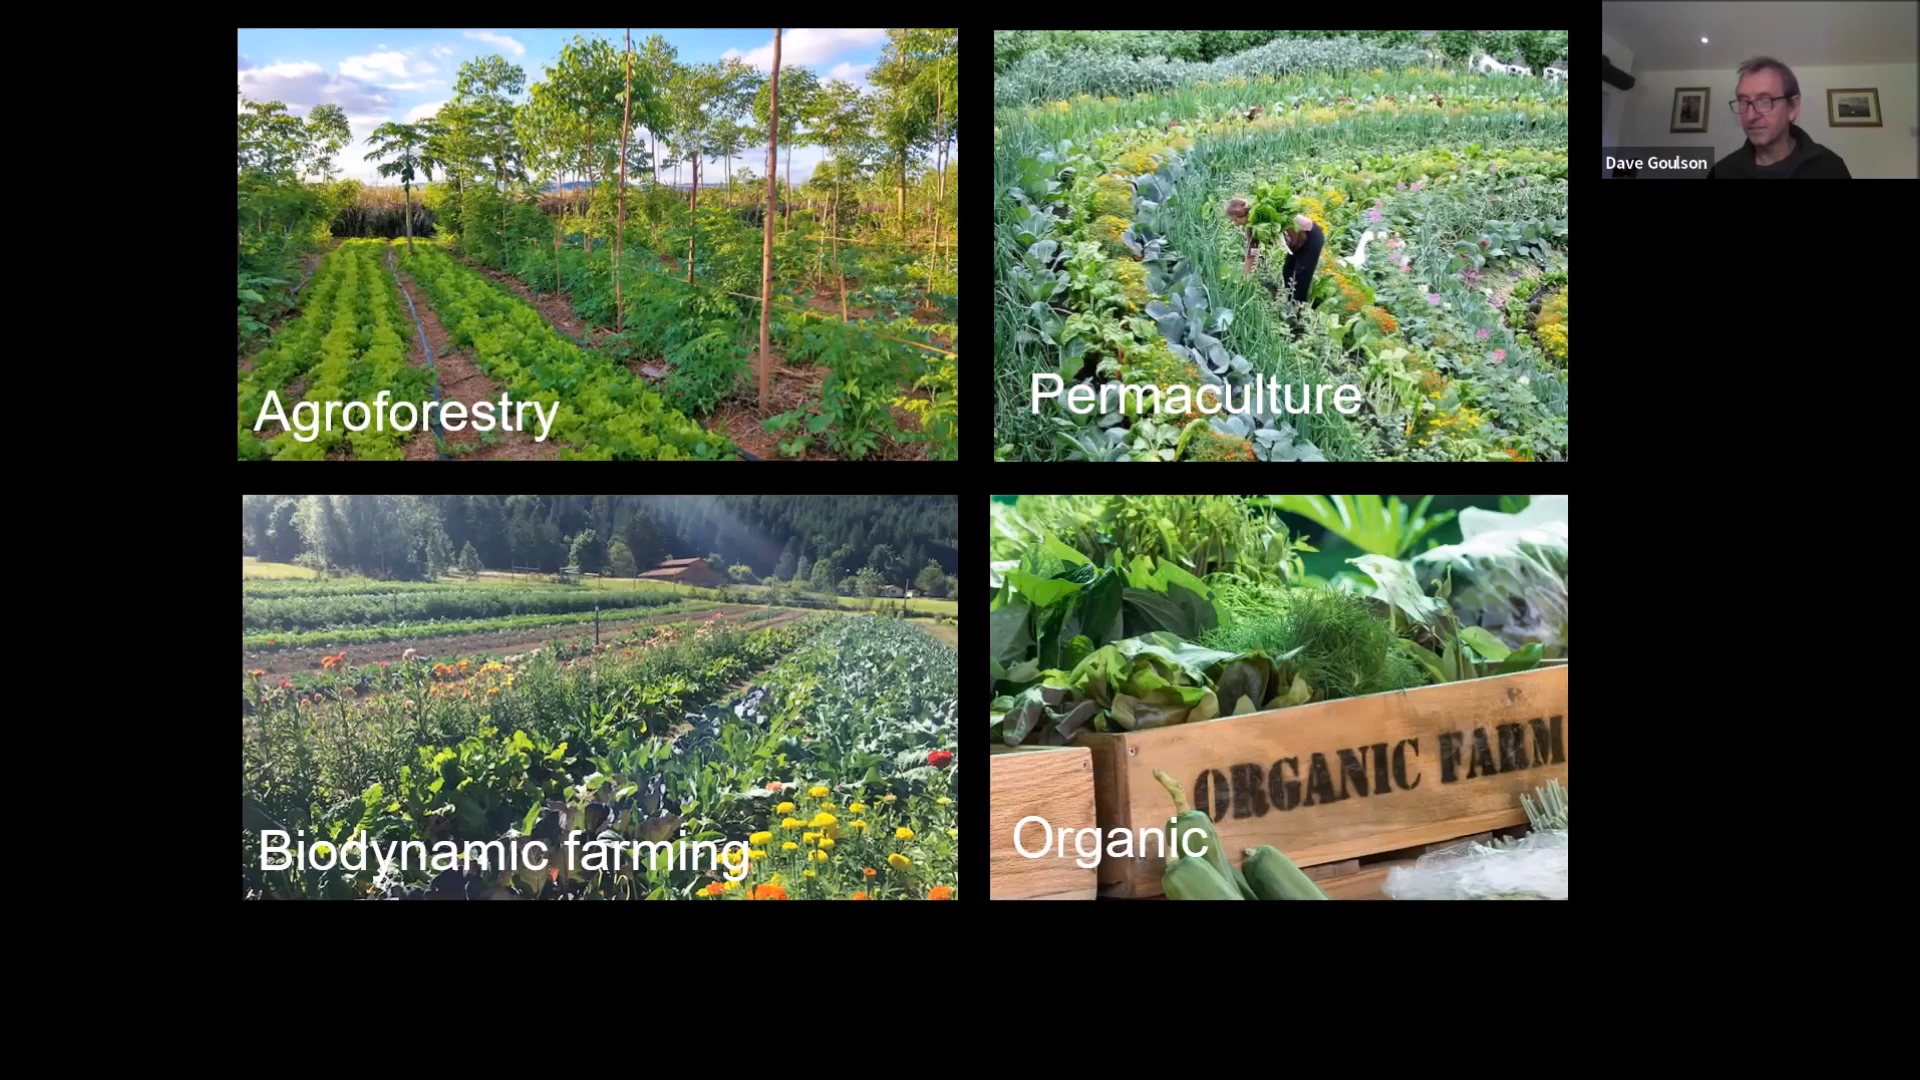 Agroforestry
Permaculture
Dave Goulson
Biodynamic farming
ORGANIC FARM
Organic